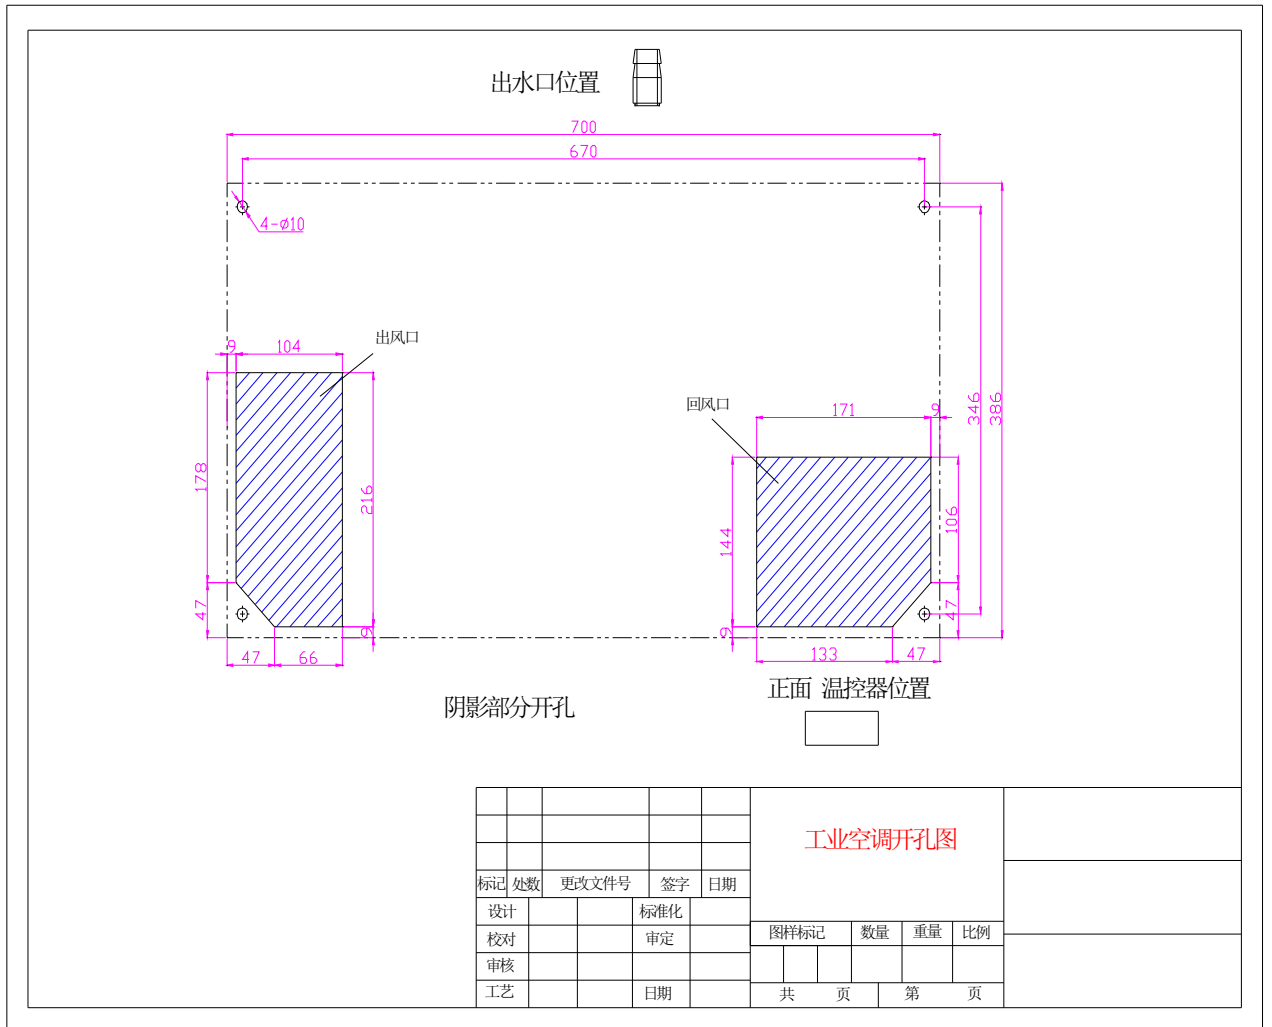 出水口位置
700
670
4-ø10
出风口
9
104
回风口
171
9
346
386
178
216
144
106
47
47
9
9
47
66
133
47
正面 温控器位置
阴影部分开孔
工业空调开孔图
标记 处数 更改文件号 签字 日期
设计 标准化
图样标记 数量 重量 比例
校对 审定
审核
工艺 日期
共 页 第 页